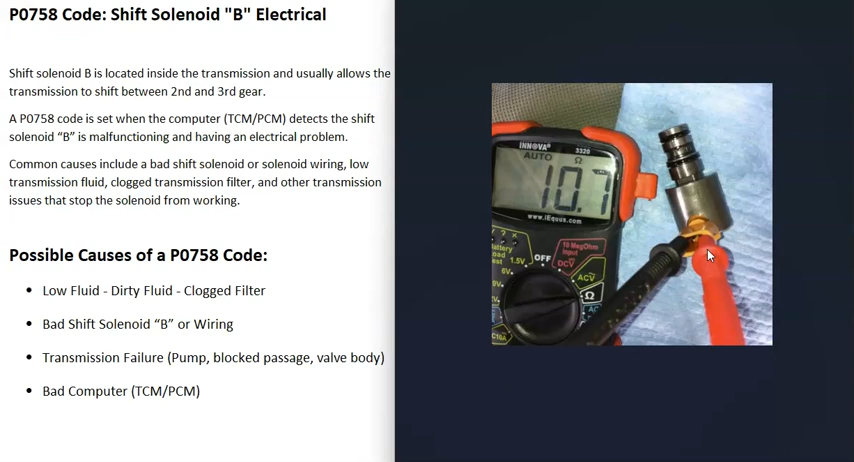 P0758 Code: Shift Solenoid "B" Electrical
Shift solenoid B is located inside the transmission and usually allows the
transmission to shift between 2nd and 3rd gear.
A P0758 code is set when the computer (TCM/PCM) detects the shift
solenoid “B” is malfunctioning and having an electrical problem.
Common causes include a bad shift solenoid or solenoid wiring, low
transmission fluid, clogged transmission filter, and other transmission
issues that stop the solenoid from working.
Possible Causes of a P0758 Code:
Low Fluid - Dirty Fluid - Clogged Filter
Bad Shift Solenoid “B” or Wiring
Transmission Failure (Pump, blocked passage, valve body)
Bad Computer (TCM/PCM)
INNOVA 3320
AUTO Ω
10.1
www.iEquus.com
OFF
10 MegOhm
Input
DCV
ACV
Ω
1.5V
6V